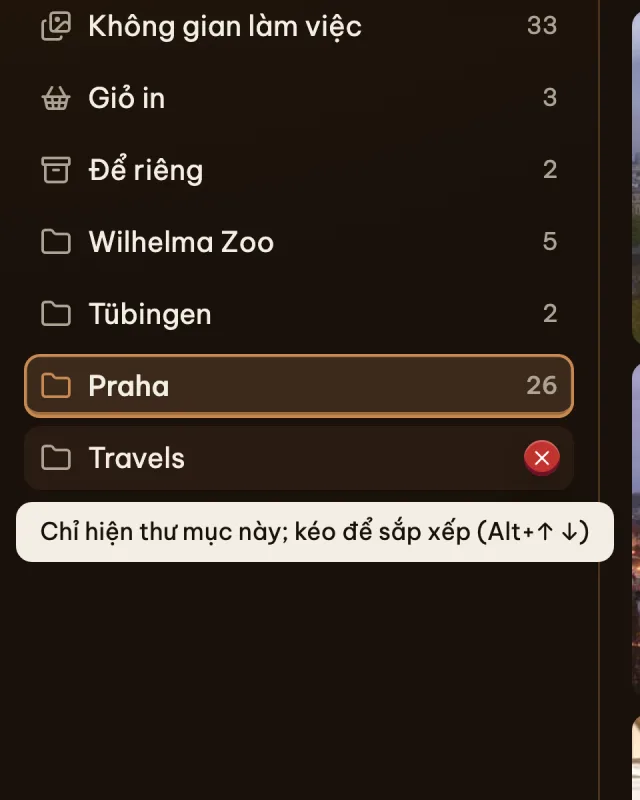 Không gian làm việc 33
Giỏ in 3
Để riêng 2
Wilhelma Zoo 5
Tübingen 2
Praha 26
Travels
Chỉ hiện thư mục này; kéo để sắp xếp (Alt+↑ ↓)